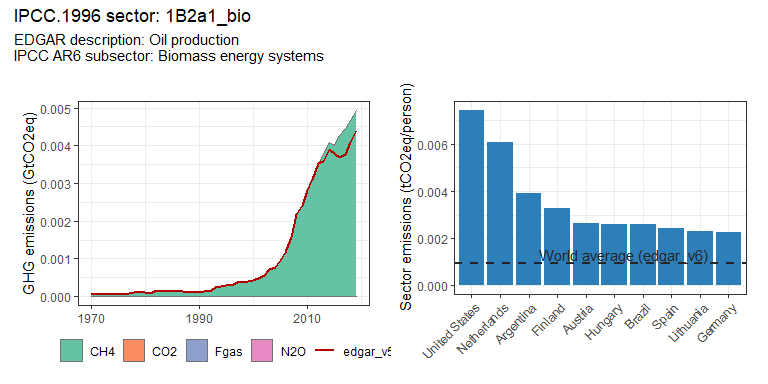 IPCC.1996 sector: 1B2a1_bio
EDGAR description: Oil production
IPCC AR6 subsector: Biomass energy systems
GHG emissions (GtCO2eq)
0.005
0.004
0.003
0.002
0.001
0.000
1970
1990
2010
CH4
CO2
Fgas
N2O
edgar_v5
Sector emissions (tCO2eq/person)
0.006
0.004
0.002
0.000
World average (edgar_v6)
United States
Netherlands
Argentina
Finland
Austria
Hungary
Brazil
Spain
Lithuania
Germany